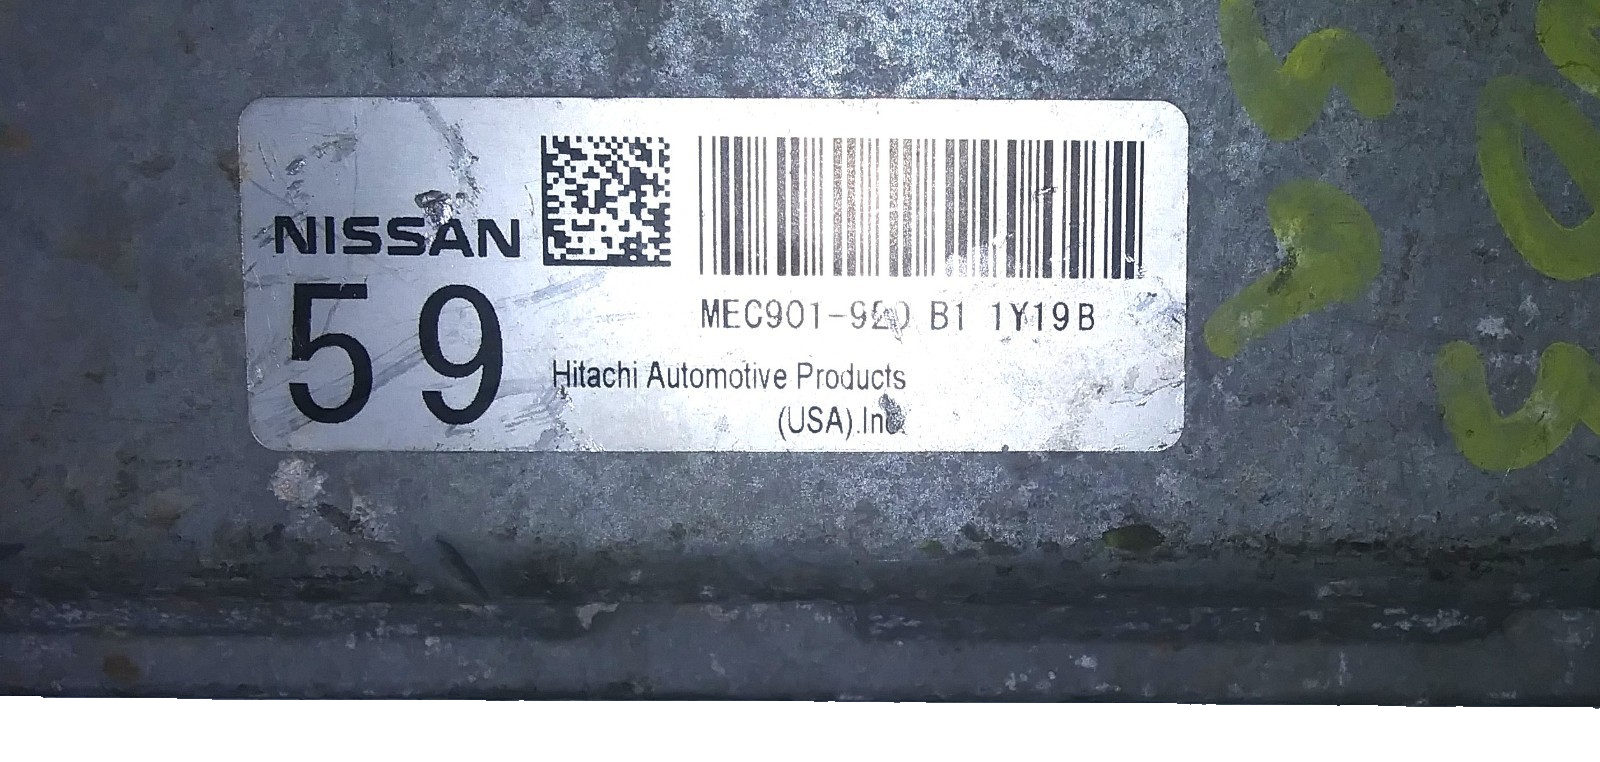 NISSAN
59
B1 1Y19B
Hitachi Automotive Products
(USA).Inc.